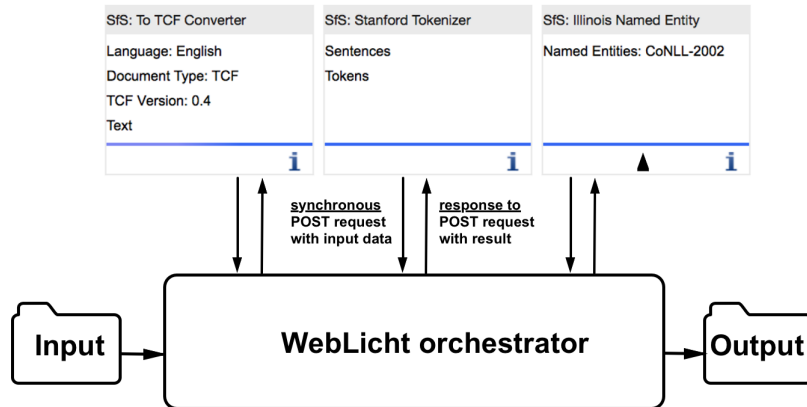 SfS: To TCF Converter
Language: English
Document Type: TCF
TCF Version: 0.4
Text
i
SfS: Stanford Tokenizer
Sentences
Tokens
i
SfS: Illinois Named Entity
Named Entities: CoNLL-2002
i
synchronous
POST request
with input data
response to
POST request
with result
Input
WebLicht orchestrator
Output